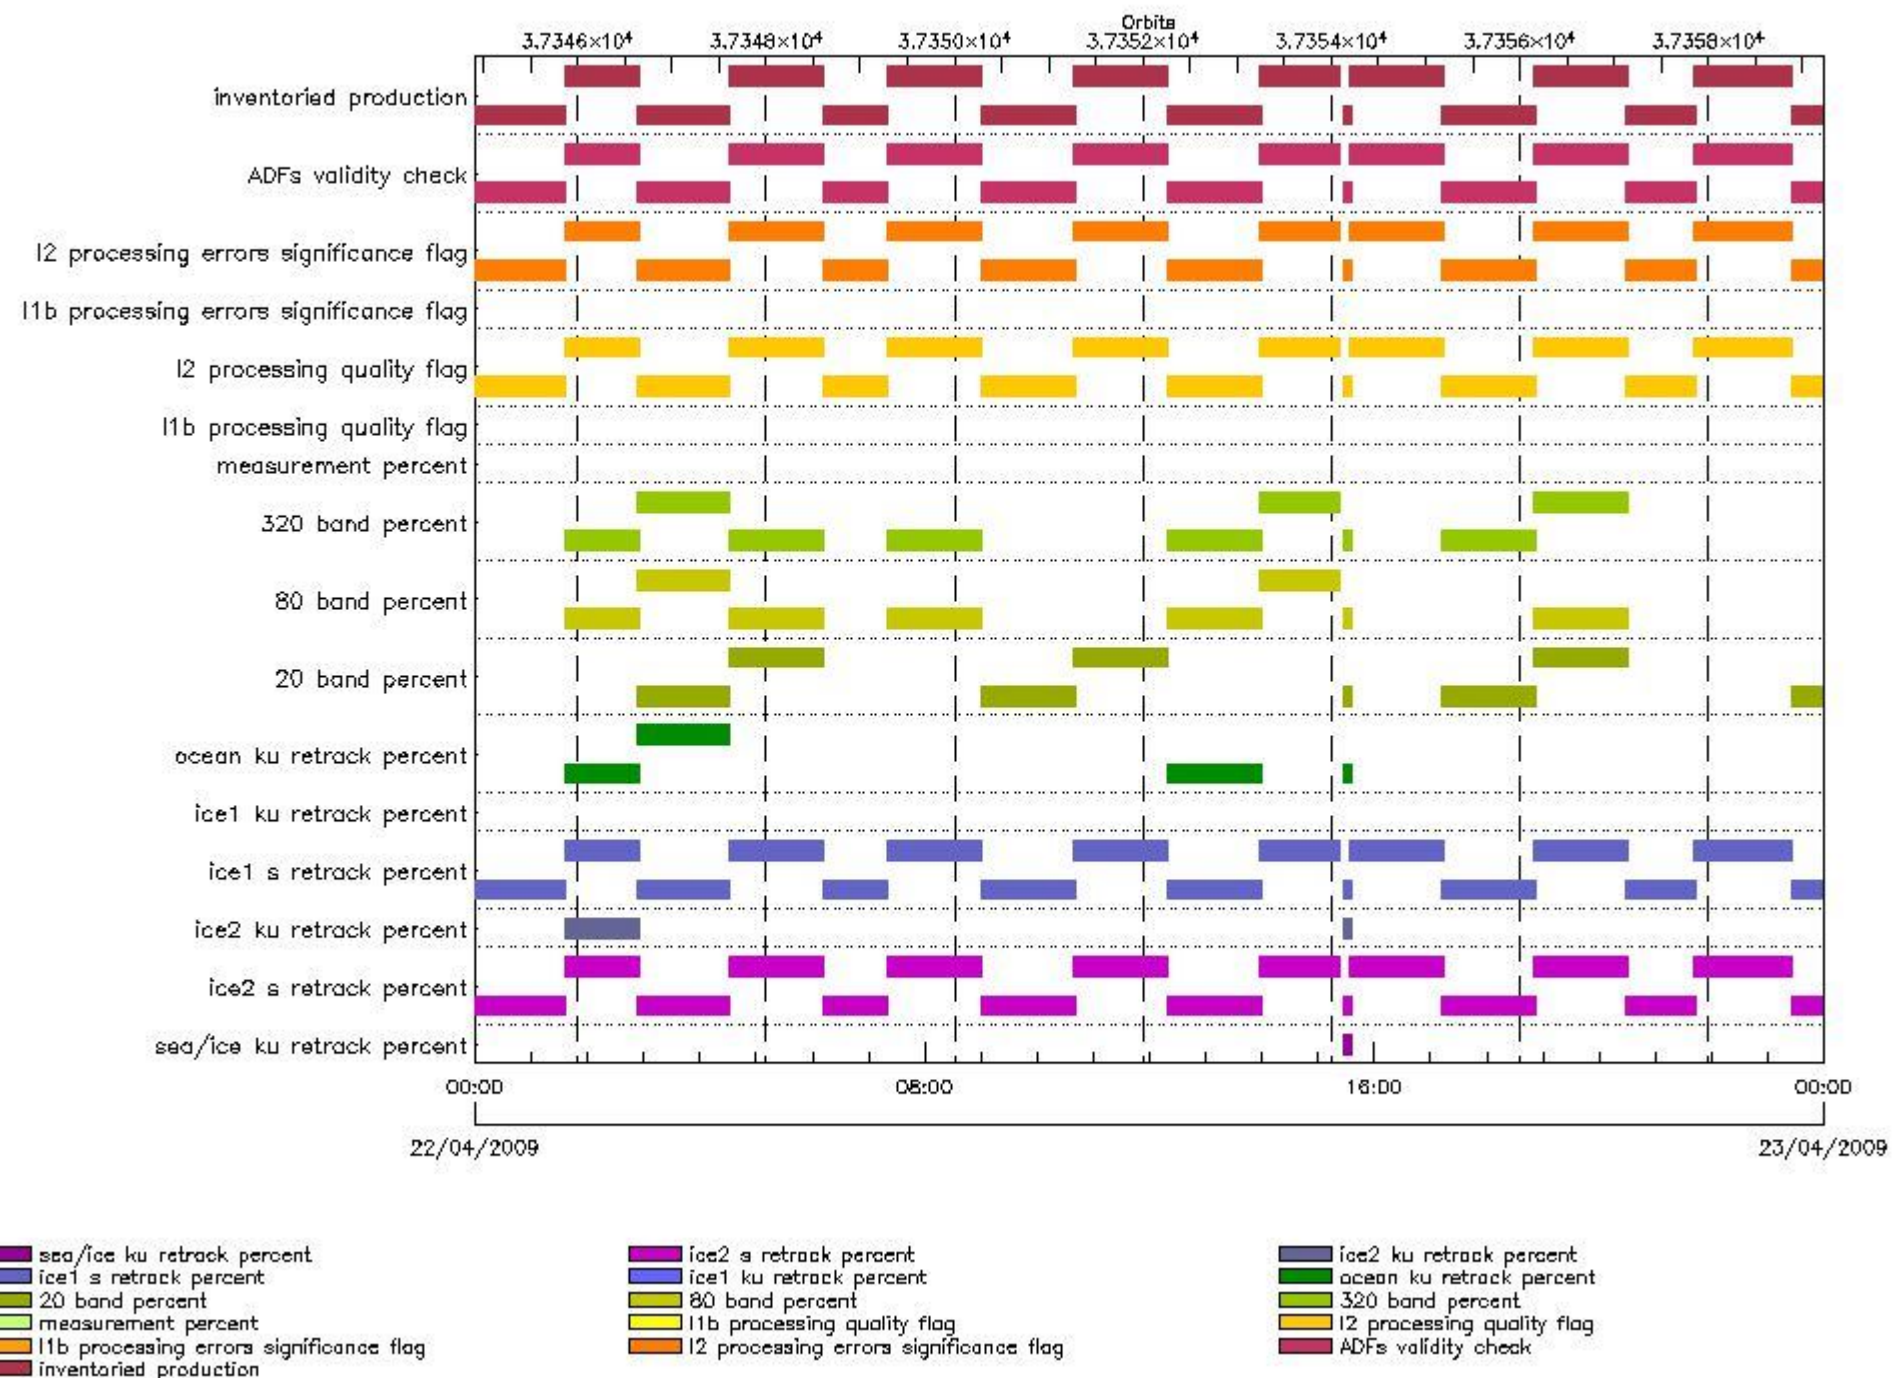 Orbits
3.7346×10⁴ 3.7348×10⁴ 3.7350×10⁴ 3.7352×10⁴ 3.7354×10⁴ 3.7356×10⁴ 3.7358×10⁴
inventoried production
ADFs validity check
l2 processing errors significance flag
l1b processing errors significance flag
l2 processing quality flag
l1b processing quality flag
measurement percent
320 band percent
80 band percent
20 band percent
ocean ku retrack percent
ice1 ku retrack percent
ice1 s retrack percent
ice2 ku retrack percent
ice2 s retrack percent
sea/ice ku retrack percent
00:00 08:00 16:00 00:00
22/04/2009 23/04/2009
sea/ice ku retrack percent ice2 s retrack percent ice2 ku retrack percent
ice1 s retrack percent ice1 ku retrack percent ocean ku retrack percent
20 band percent 80 band percent 320 band percent
measurement percent l1b processing quality flag l2 processing quality flag
l1b processing errors significance flag l2 processing errors significance flag ADFs validity check
inventoried production